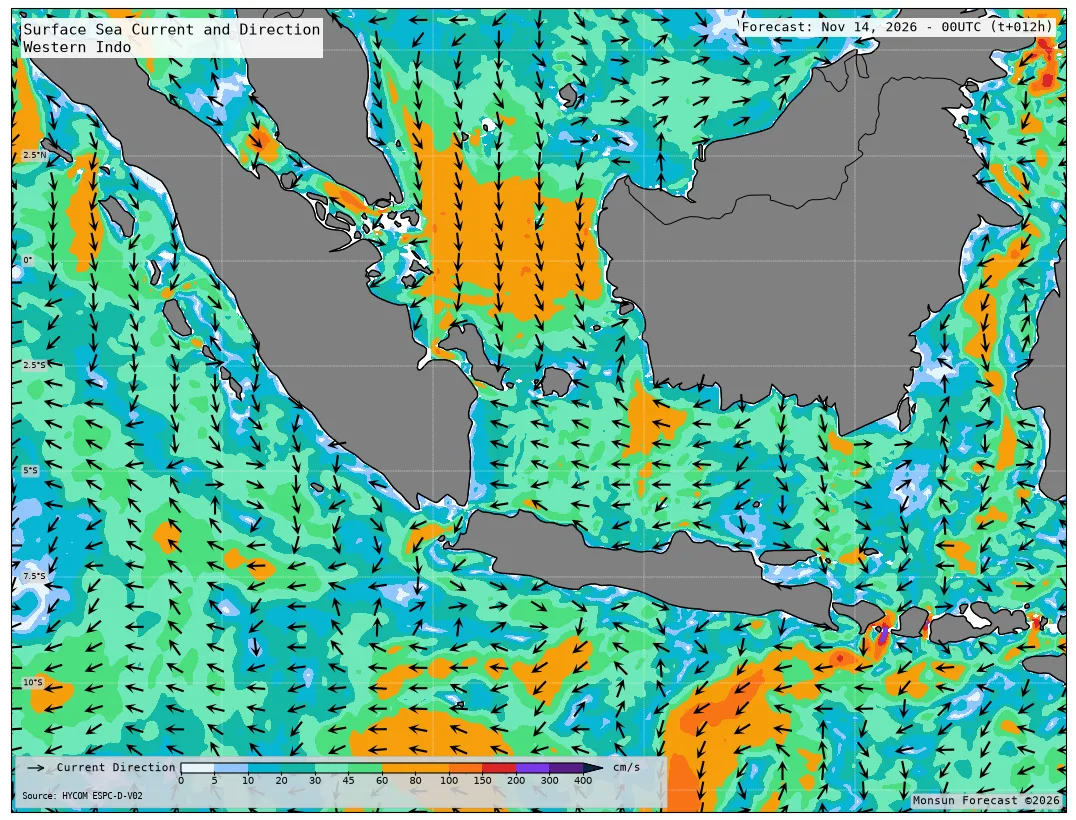 Surface Sea Current and Direction
Western Indo
Forecast: Nov 14, 2026 - 00UTC (t+012h)
2.5°N
0°
2.5°S
5°S
7.5°S
10°S
Current Direction
0 5 10 20 30 45 60 80 100 150 200 300 400 cm/s
Source: HYCOM ESPC-D-V02
Monsun Forecast ©2026